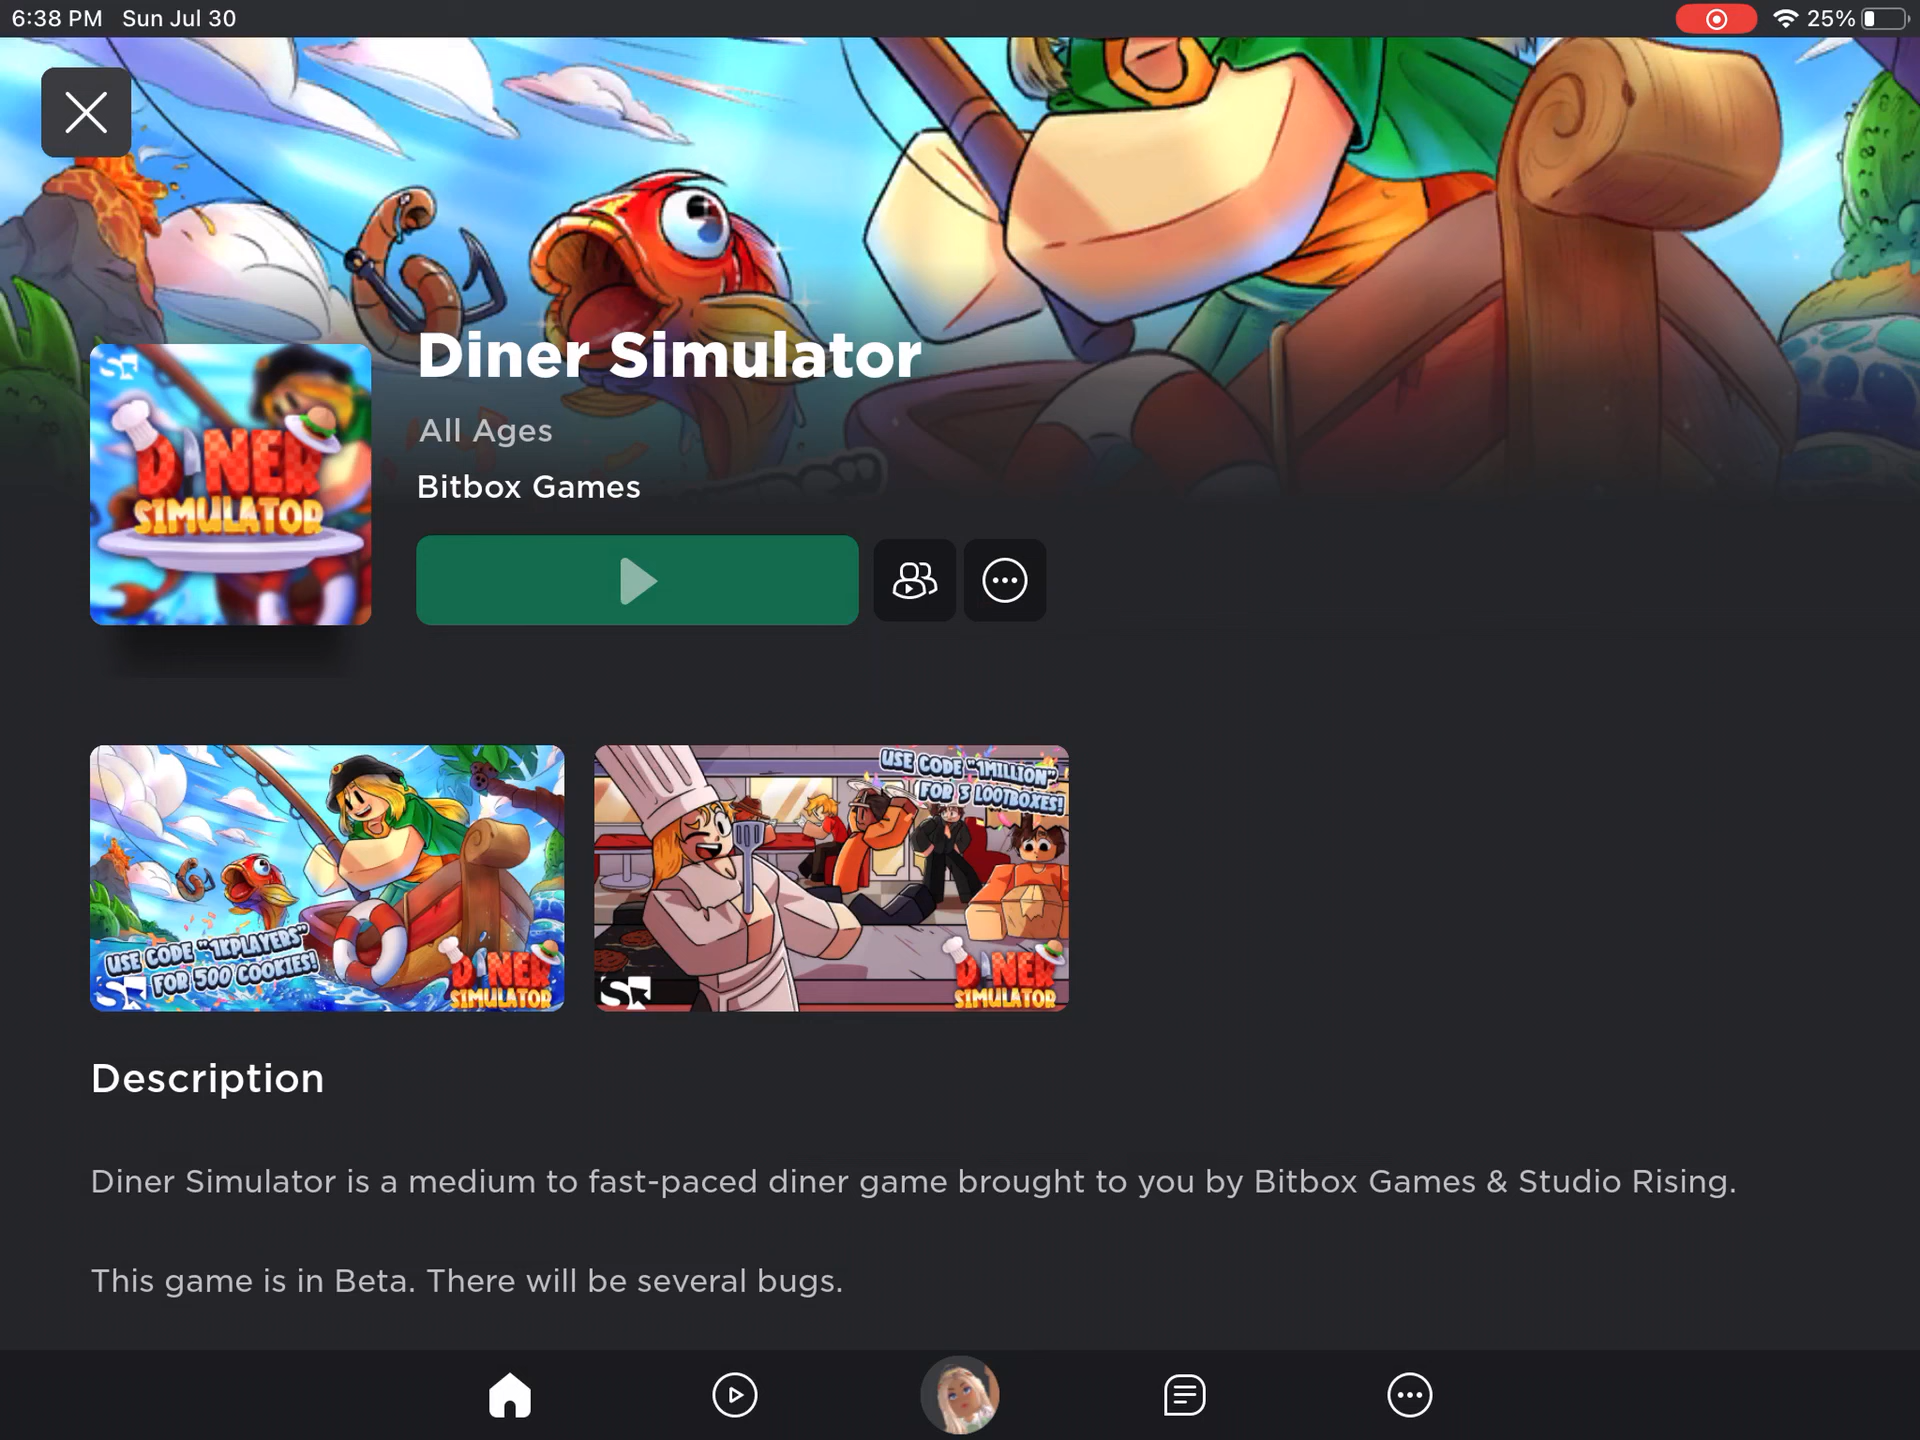 6:38 PM Sun Jul 30
25%
Diner Simulator
All Ages
Bitbox Games
SR
DINER
SIMULATOR
USE CODE "1KPLAYERS"
FOR 500 COOKIES!
SR
DINER
SIMULATOR
USE CODE "1MILLION"
FOR 3 LOOTBOXES!
SR
DINER
SIMULATOR
Description
Diner Simulator is a medium to fast-paced diner game brought to you by Bitbox Games & Studio Rising.
This game is in Beta. There will be several bugs.